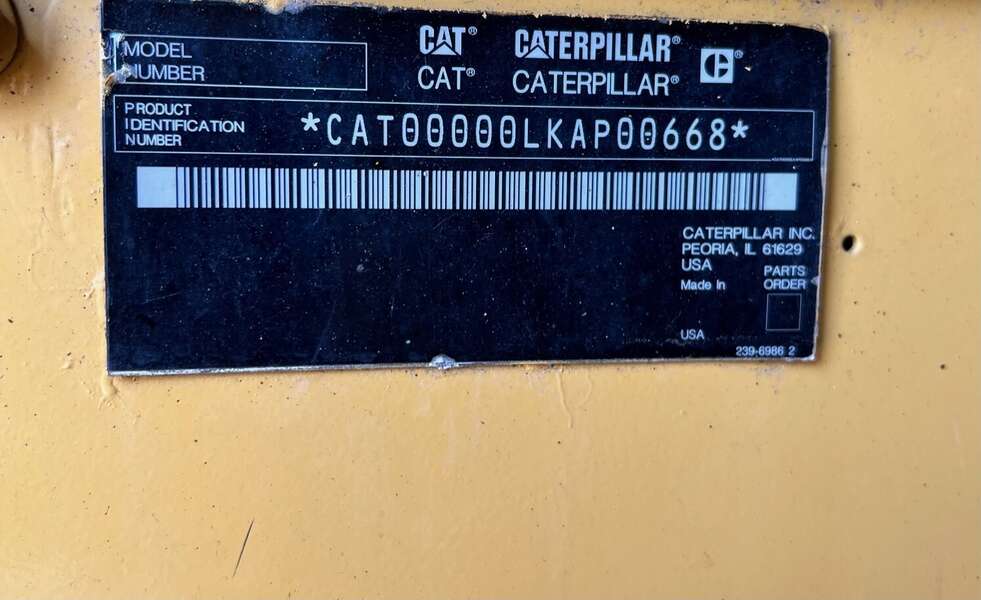 MODEL
NUMBER
CAT® CATERPILLAR®
CAT® CATERPILLAR®
PRODUCT
IDENTIFICATION
NUMBER
*CAT00000LKAP00668*
CATERPILLAR INC.
PEORIA, IL 61629
USA
Made In
PARTS
ORDER
USA
239-6986 2